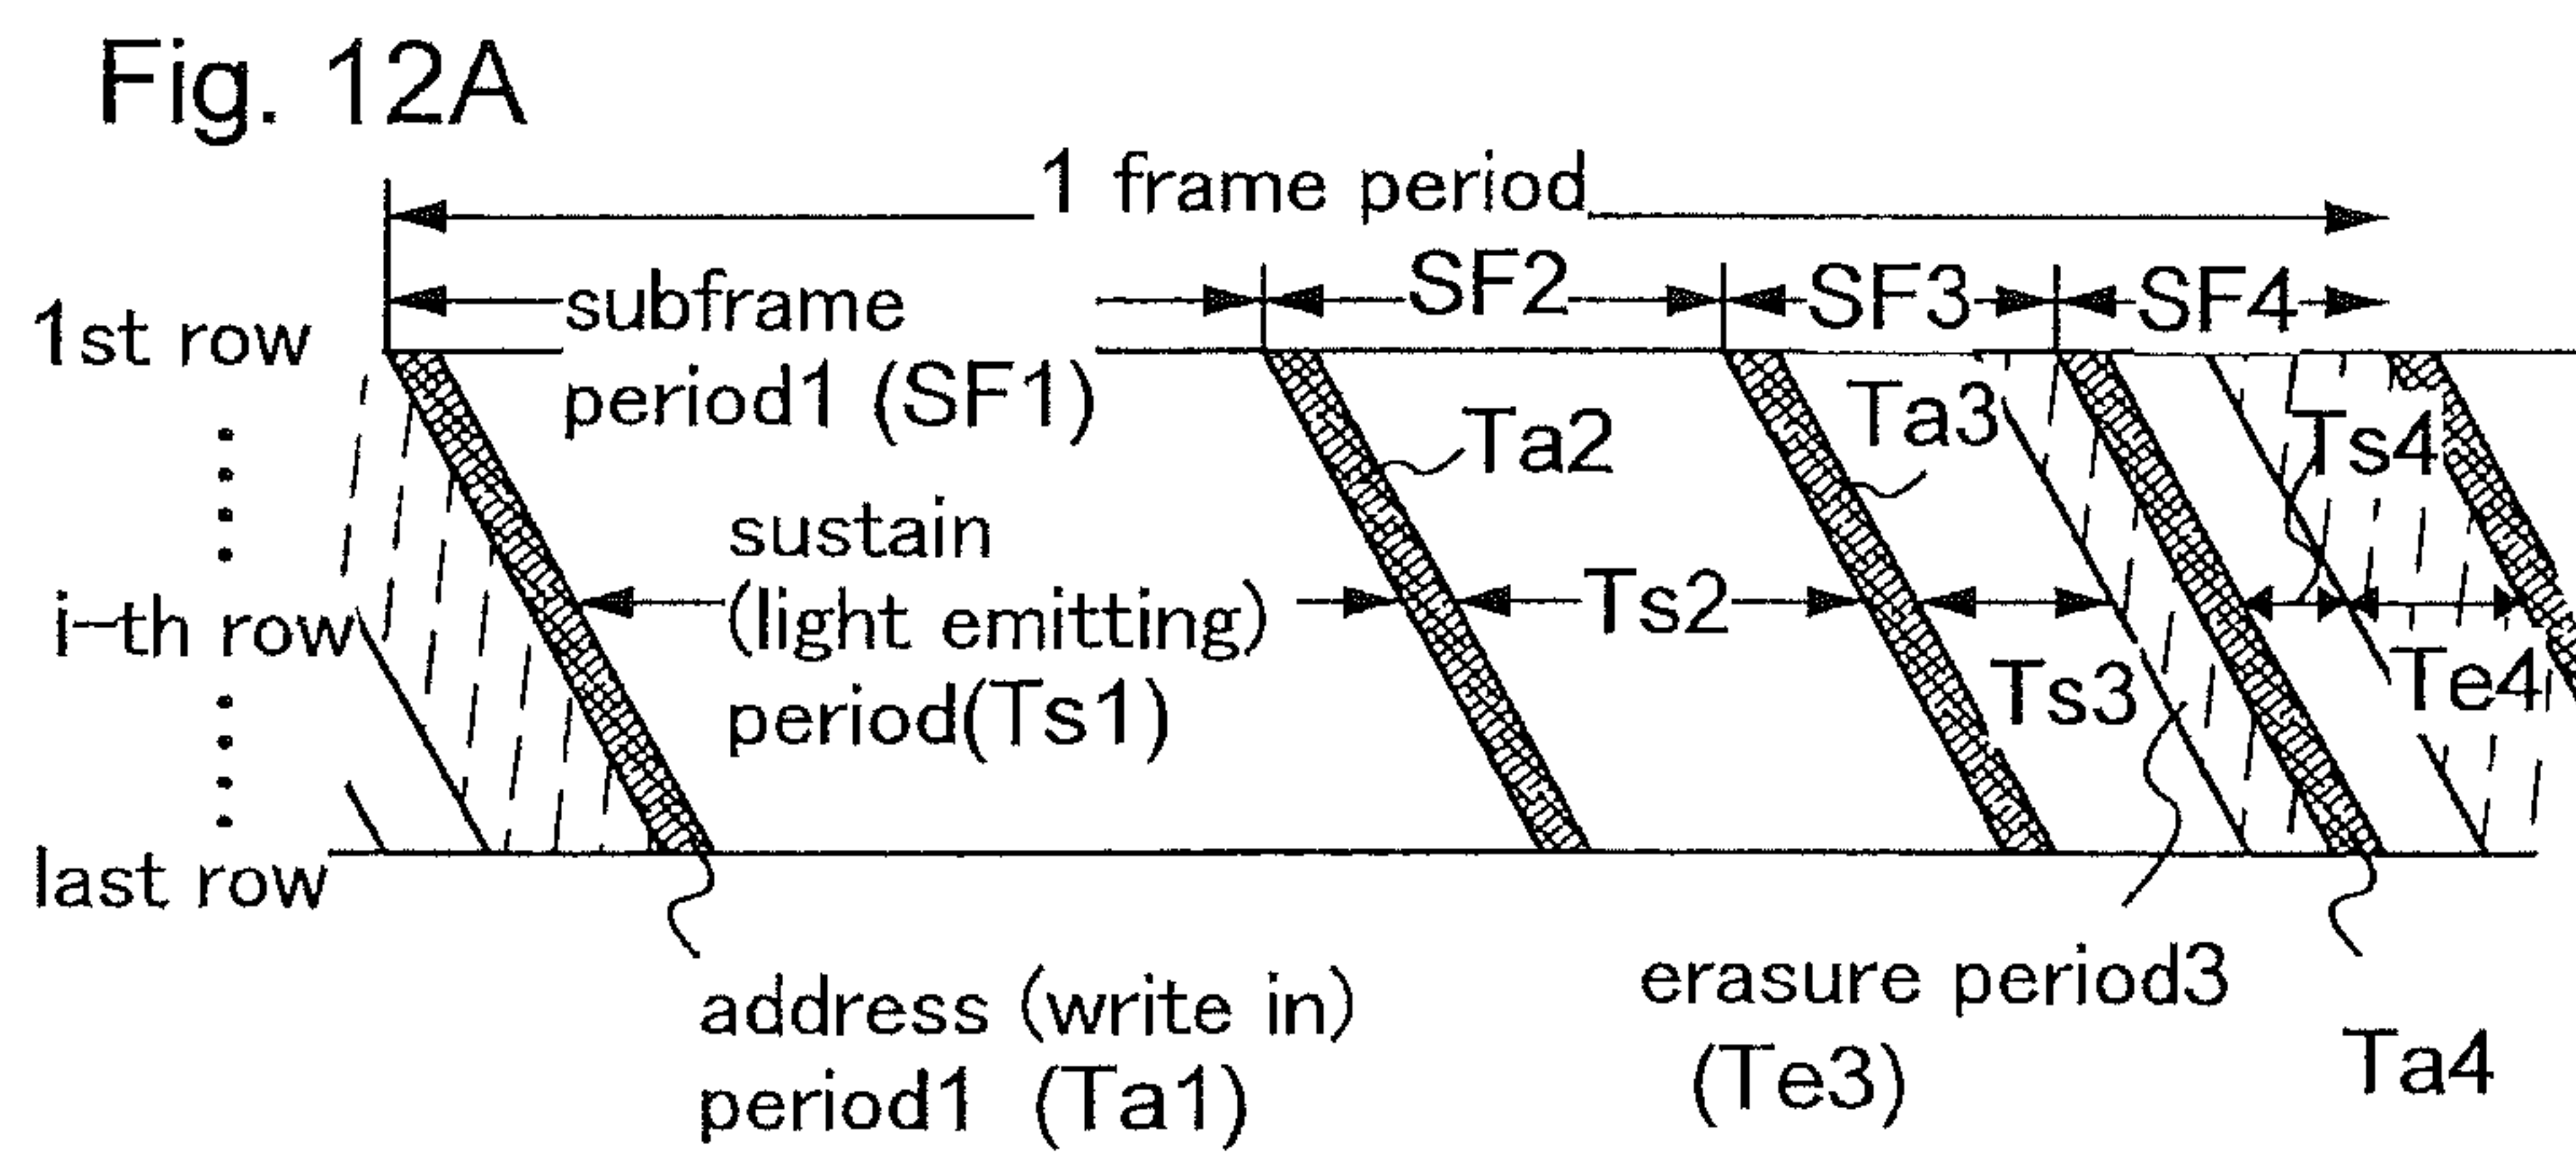 Fig. 12A
1 frame period
subframe
period1 (SF1)
SF2
SF3
SF4
1st row
Ta2
Ta3
Ts4
sustain
(light emitting)
period(Ts1)
i-th row
Ts2
Ts3
Te4
last row
address (write in)
period1 (Ta1)
erasure period3
(Te3)
Ta4